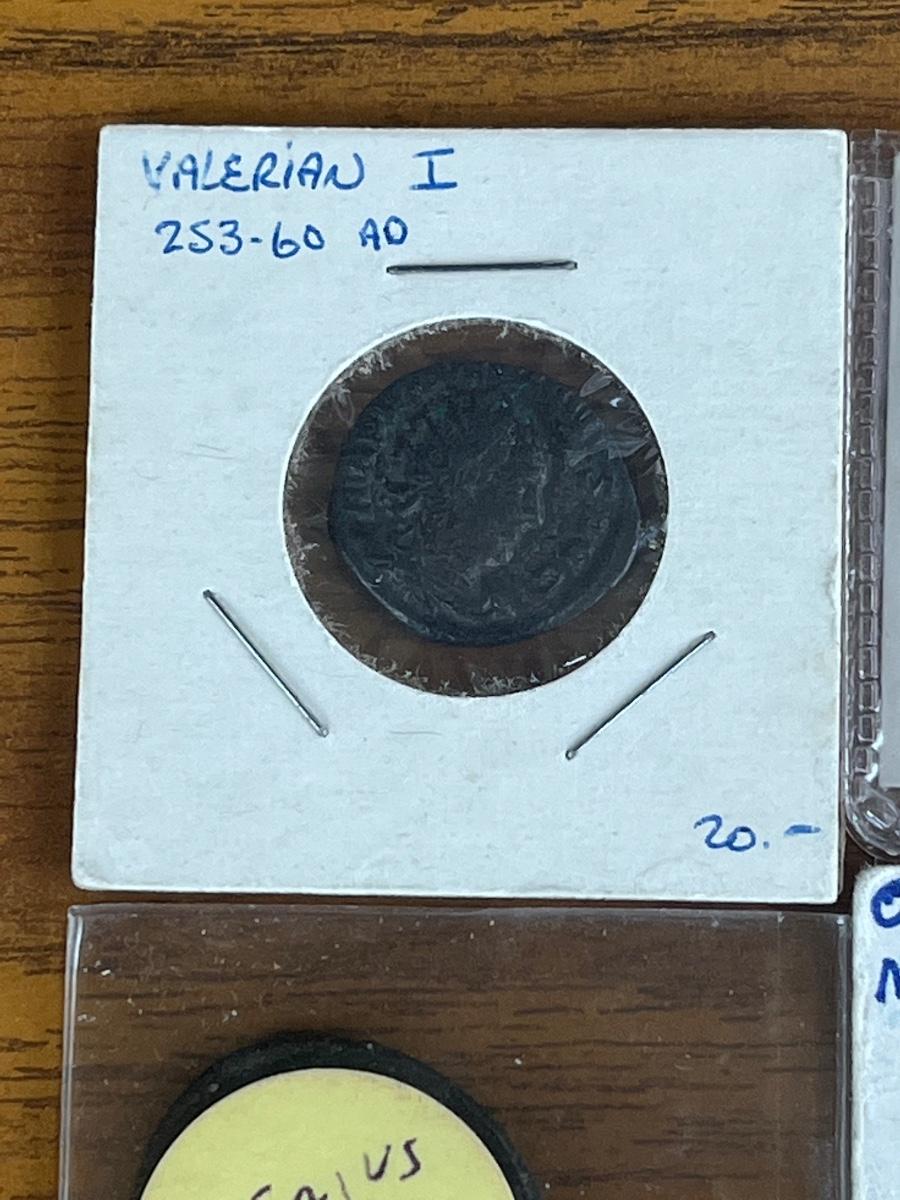 VALERIAN I
253-60 AD
20.-